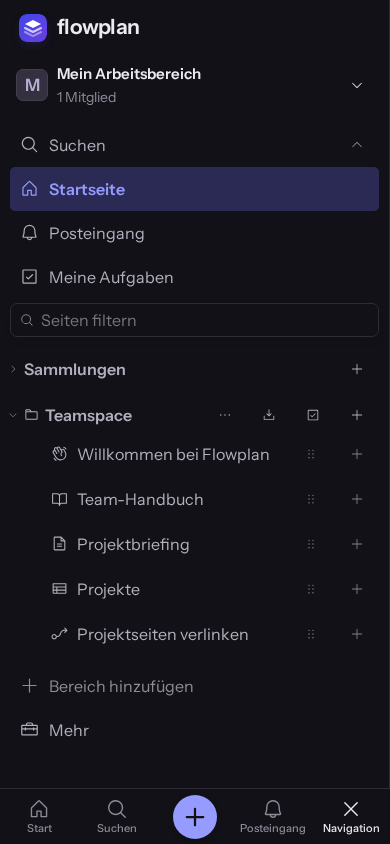 flowplan
M
Mein Arbeitsbereich
1 Mitglied
Suchen
Startseite
Posteingang
Meine Aufgaben
Seiten filtern
Sammlungen
Teamspace
Willkommen bei Flowplan
Team-Handbuch
Projektbriefing
Projekte
Projektseiten verlinken
Bereich hinzufügen
Mehr
Start Suchen Posteingang Navigation